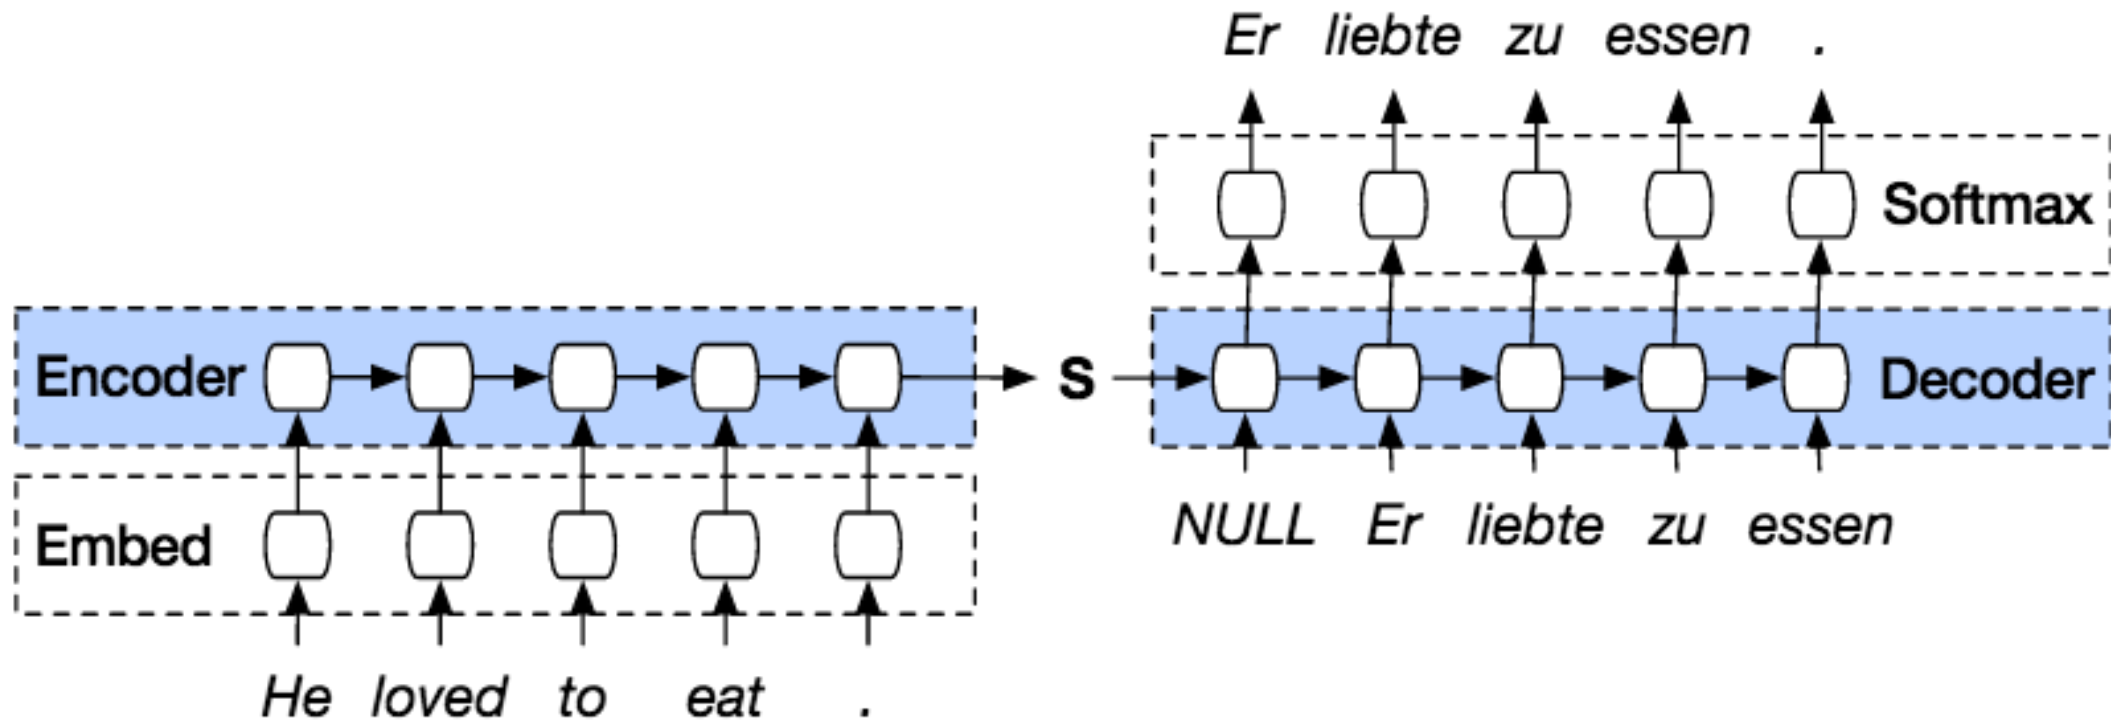 Er liebte zu essen .
Softmax
Encoder
S
Decoder
NULL Er liebte zu essen
Embed
He loved to eat .